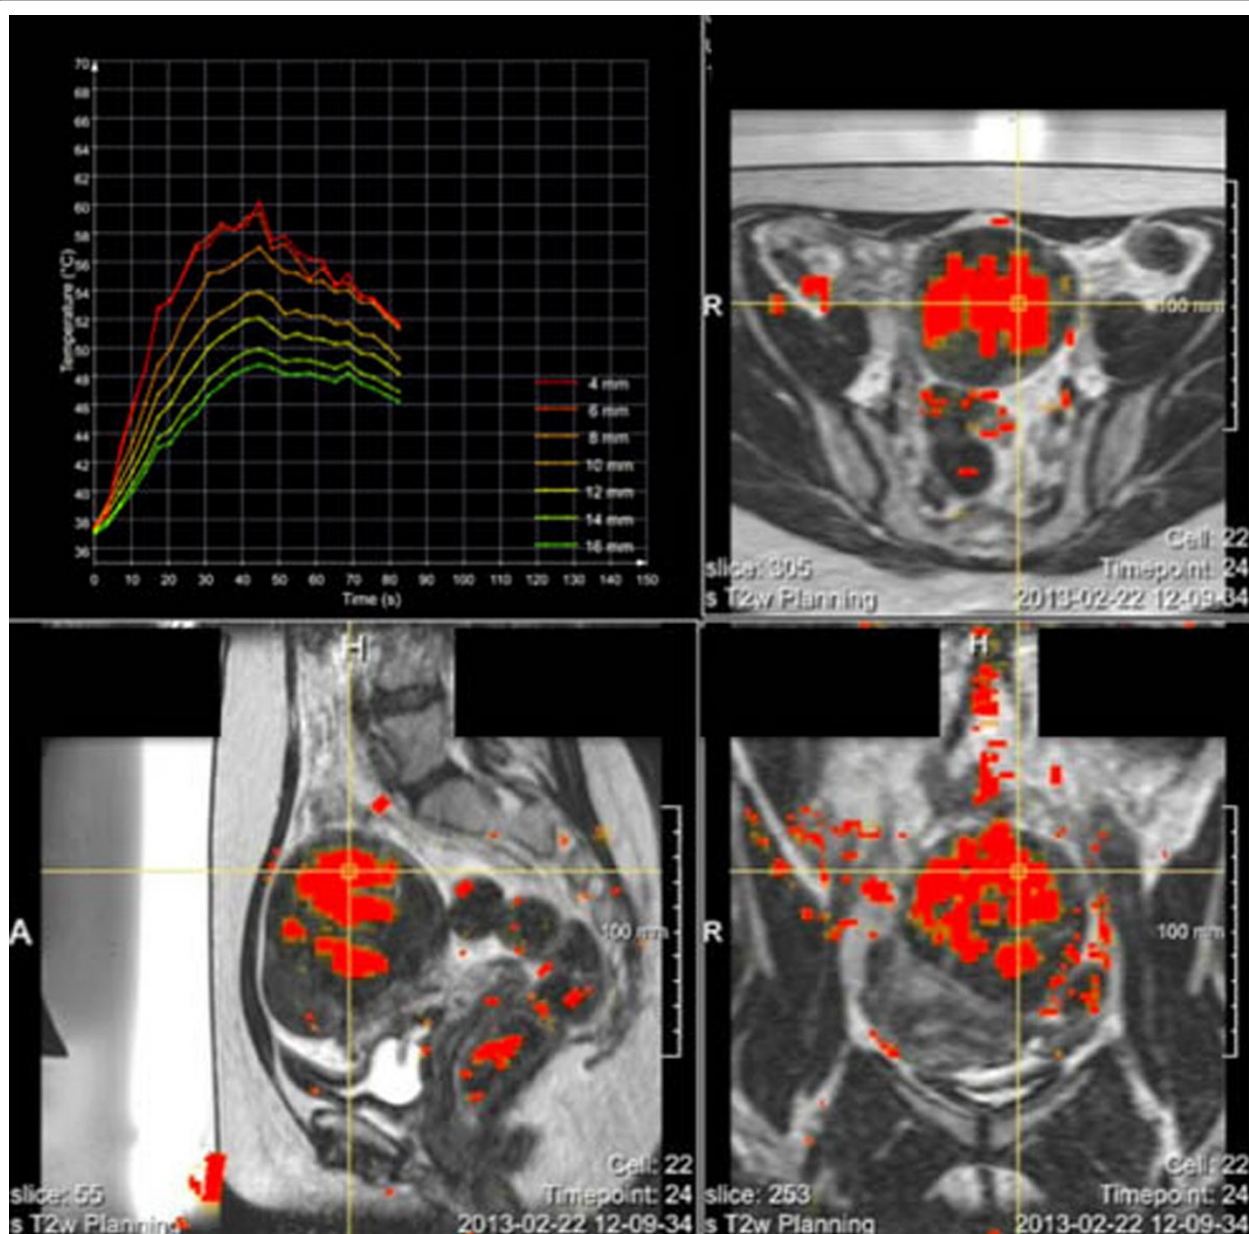 70
68
66
64
62
60
58
56
54
52
50
48
46
44
42
40
38
36
Temperature (°C)
0 10 20 30 40 50 60 70 80 90 100 110 120 130 140 150
Time (s)
4 mm
6 mm
8 mm
10 mm
12 mm
14 mm
16 mm
R
100 mm
Cell: 22
slice: 305
Timepoint: 24
s T2w Planning
2013-02-22 12-09-34
H
A
100 mm
Cell: 22
slice: 55
Timepoint: 24
s T2w Planning
2013-02-22 12-09-34
H
R
100 mm
Cell: 22
slice: 253
Timepoint: 24
s T2w Planning
2013-02-22 12-09-34